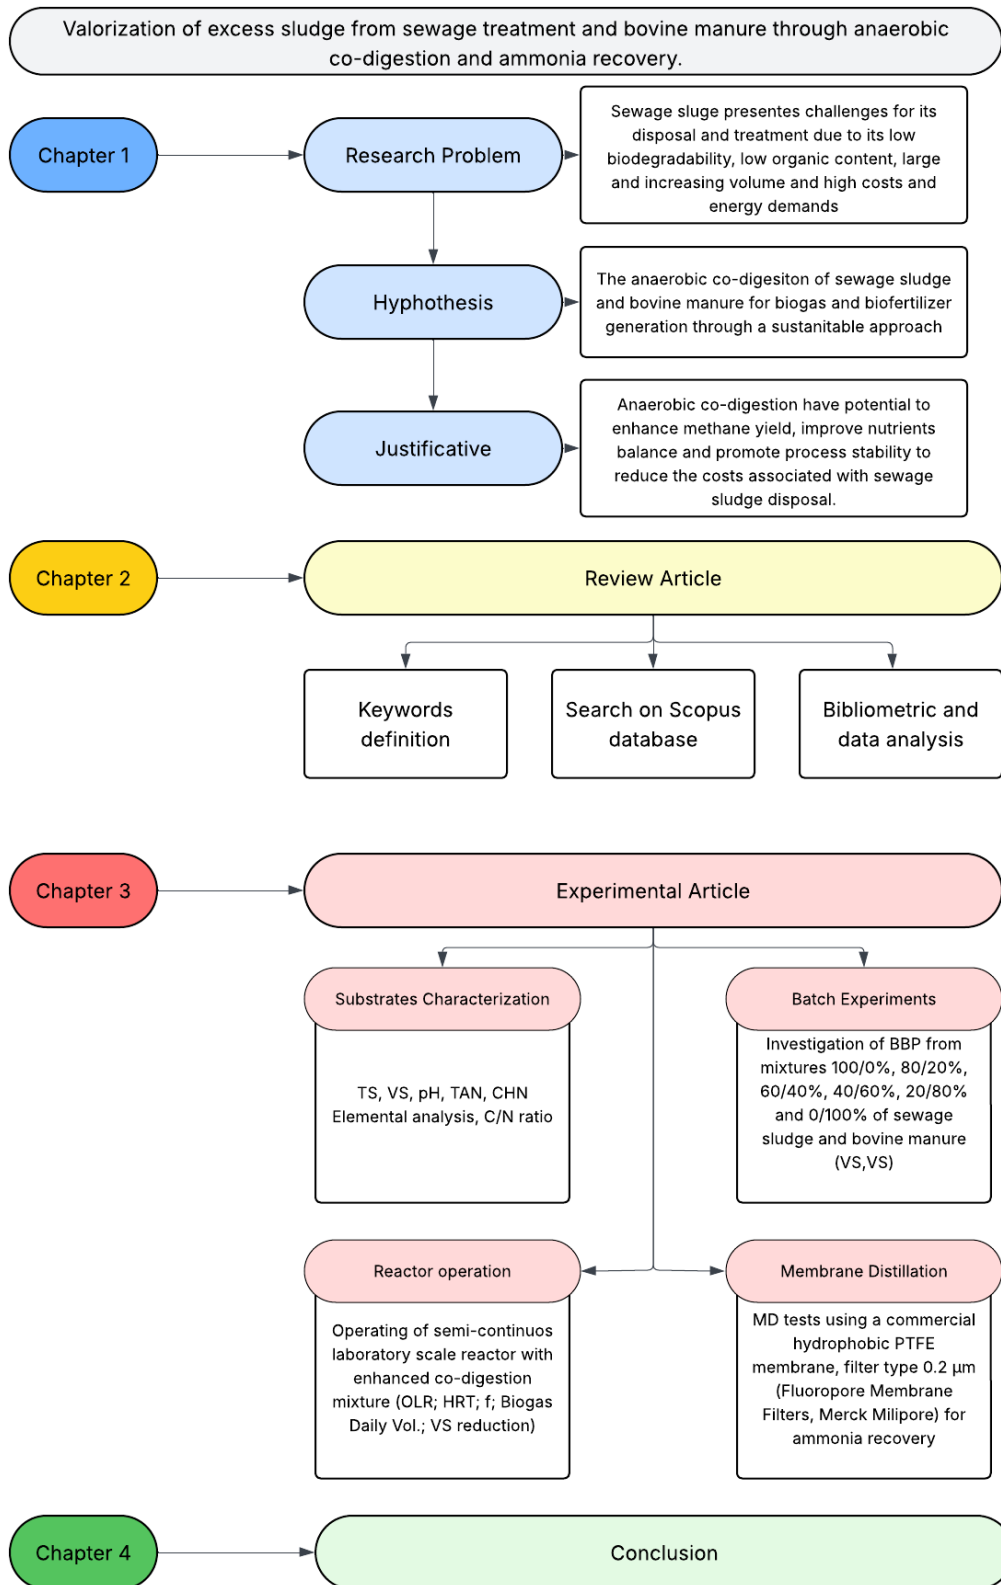 Valorization of excess sludge from sewage treatment and bovine manure through anaerobic
co-digestion and ammonia recovery.
Chapter 1
Research Problem
Sewage sluge presentes challenges for its
disposal and treatment due to its low
biodegradability, low organic content, large
and increasing volume and high costs and
energy demands
Hyphothesis
The anaerobic co-digesiton of sewage sludge
and bovine manure for biogas and biofertilizer
generation through a sustanitable approach
Justificative
Anaerobic co-digestion have potential to
enhance methane yield, improve nutrients
balance and promote process stability to
reduce the costs associated with sewage
sludge disposal.
Chapter 2
Review Article
Keywords
definition
Search on Scopus
database
Bibliometric and
data analysis
Chapter 3
Experimental Article
Substrates Characterization
TS, VS, pH, TAN, CHN
Elemental analysis, C/N ratio
Batch Experiments
Investigation of BBP from
mixtures 100/0%, 80/20%,
60/40%, 40/60%, 20/80%
and 0/100% of sewage
sludge and bovine manure
(VS,VS)
Reactor operation
Operating of semi-continuos
laboratory scale reactor with
enhanced co-digestion
mixture (OLR; HRT; f; Biogas
Daily Vol.; VS reduction)
Membrane Distillation
MD tests using a commercial
hydrophobic PTFE
membrane, filter type 0.2 μm
(Fluoropore Membrane
Filters, Merck Milipore) for
ammonia recovery
Chapter 4
Conclusion